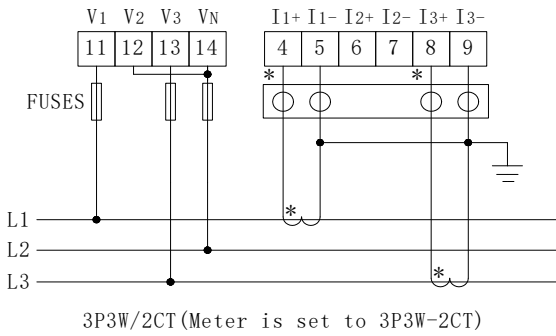 V1 V2 V3 VN I1+ I1- I2+ I2- I3+ I3-
11 12 13 14 4 5 6 7 8 9
* *
FUSES
*
L1
L2
*
L3
3P3W/2CT(Meter is set to 3P3W-2CT)